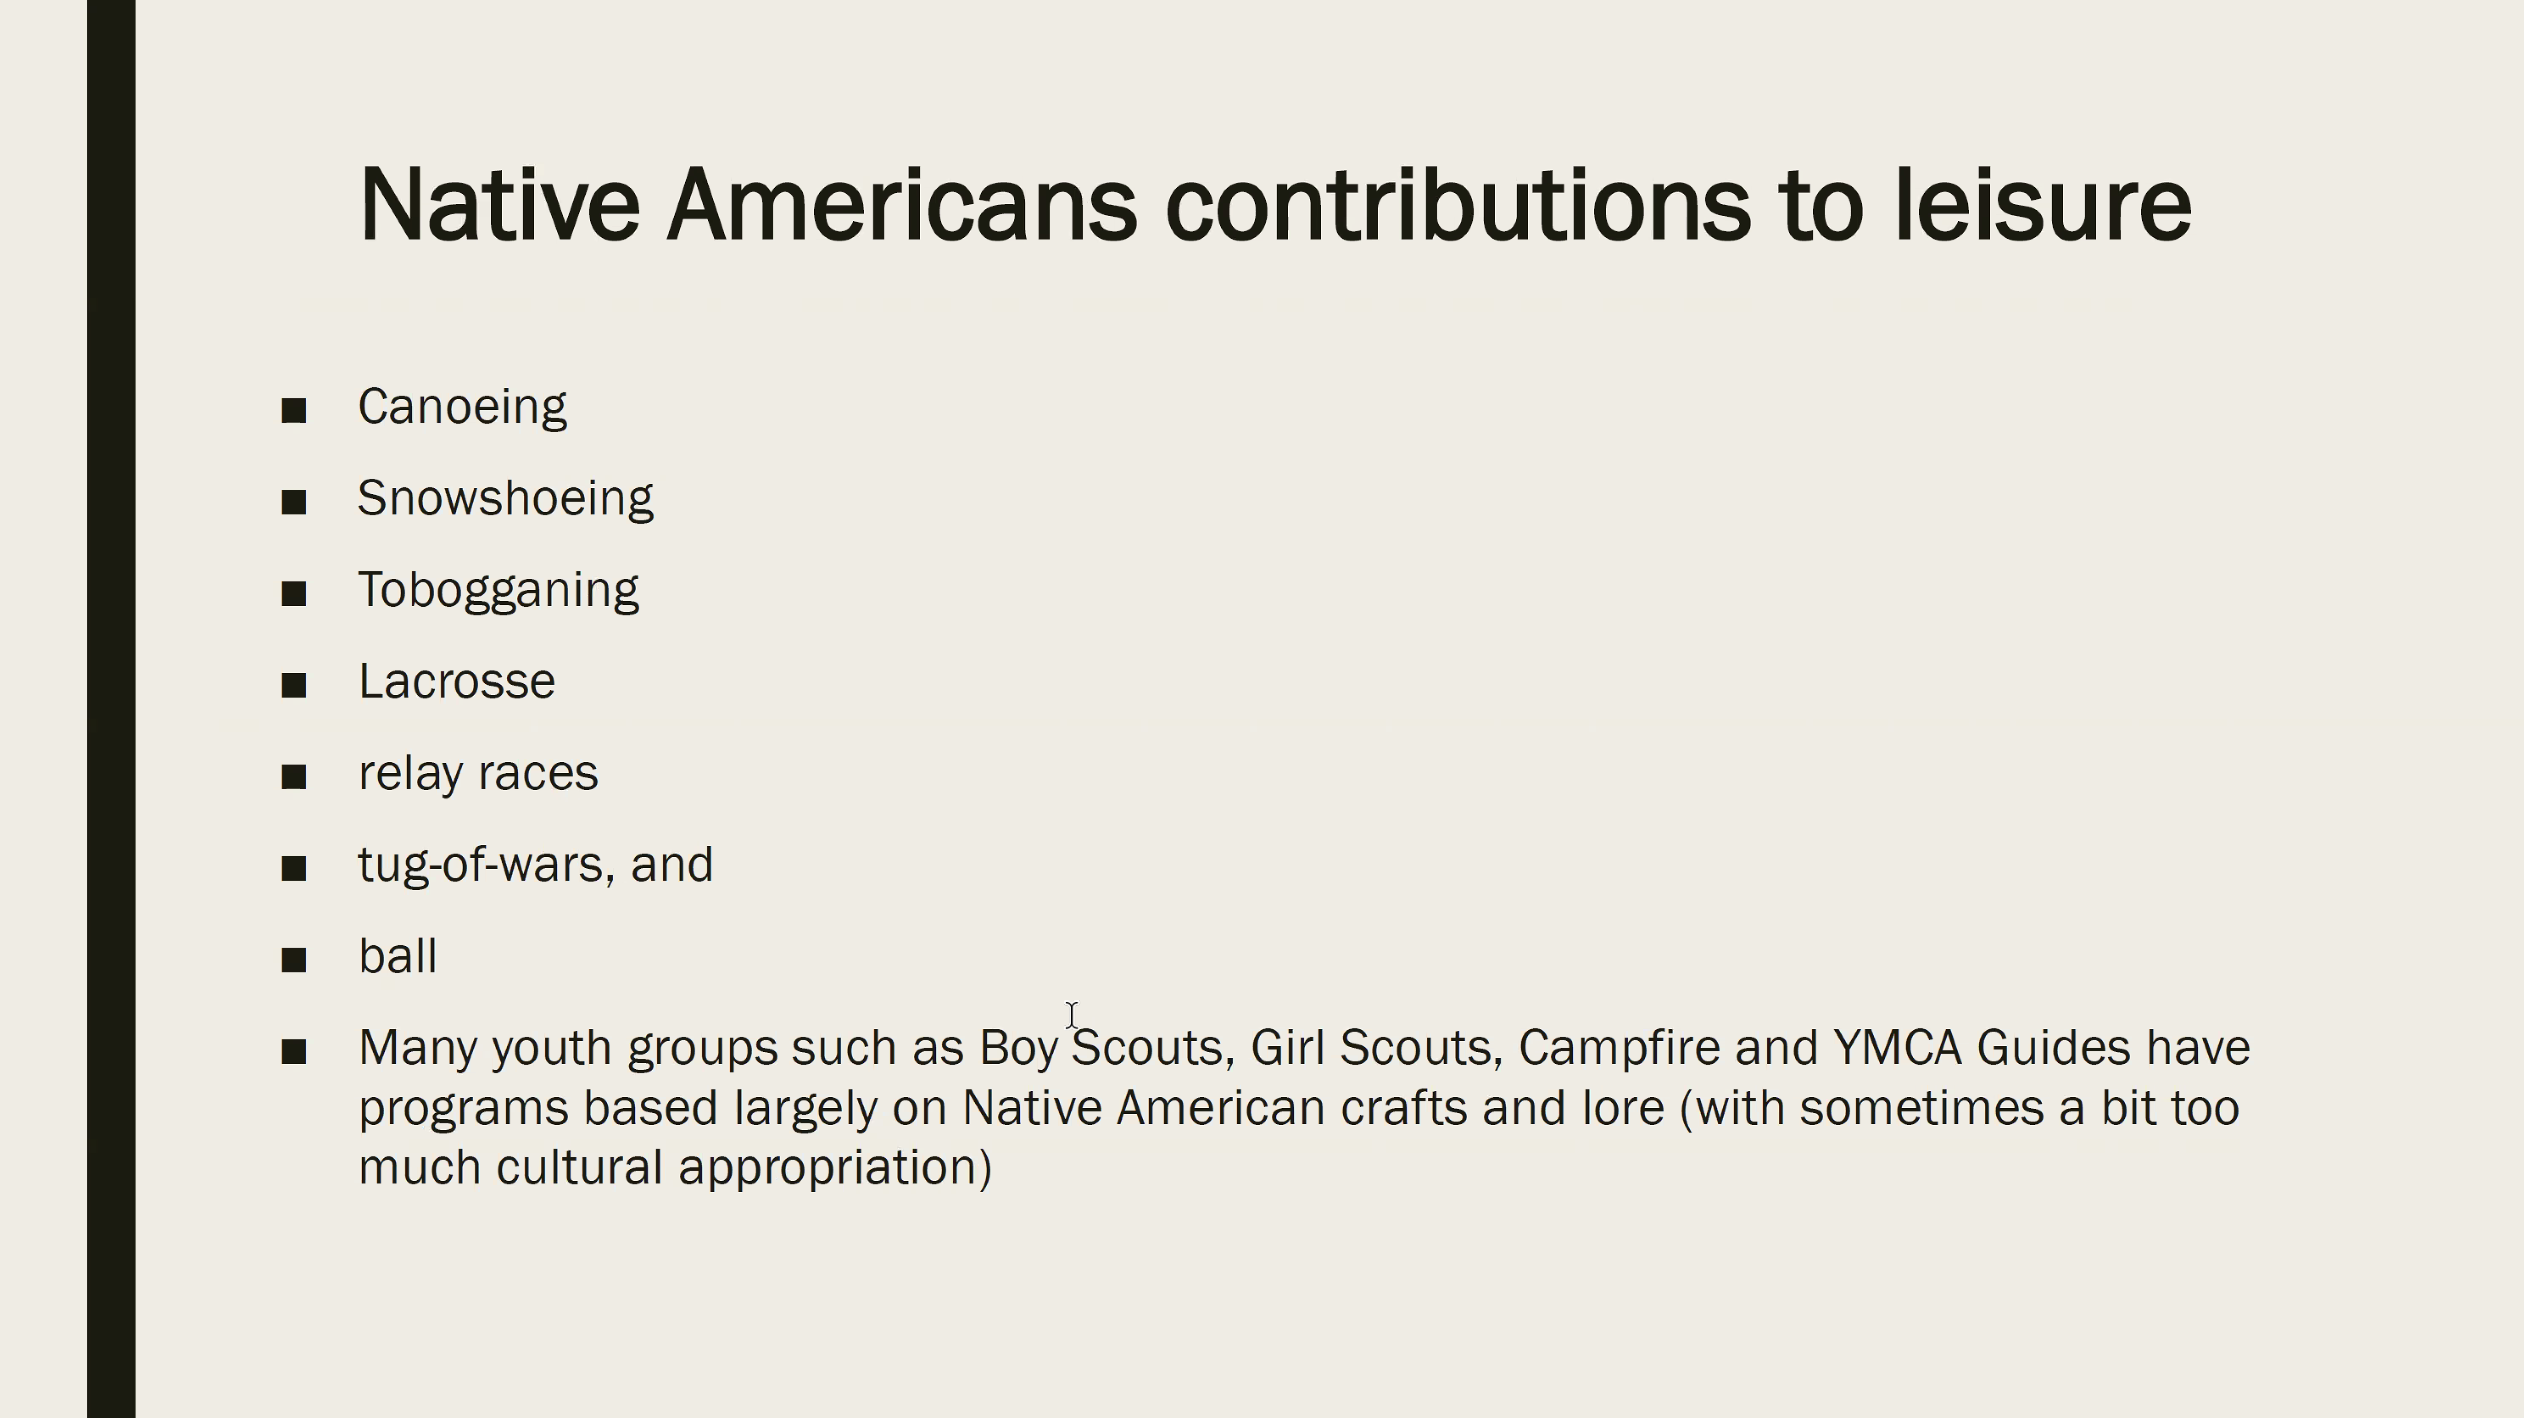 Native Americans contributions to leisure
■ Canoeing
■ Snowshoeing
■ Tobogganing
■ Lacrosse
■ relay races
■ tug-of-wars, and
■ ball
■ Many youth groups such as Boy Scouts, Girl Scouts, Campfire and YMCA Guides have
programs based largely on Native American crafts and lore (with sometimes a bit too
much cultural appropriation)